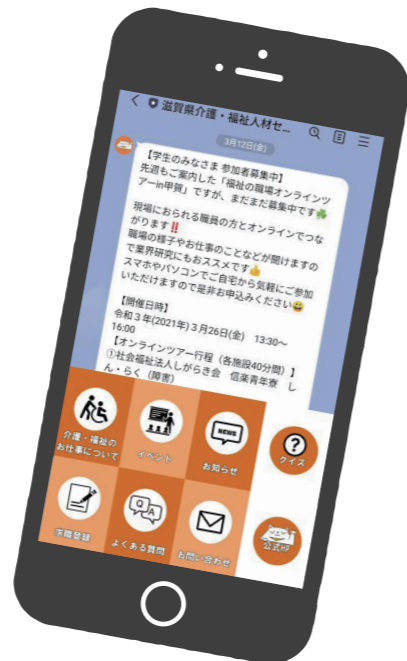 滋賀県介護・福祉人材セ...
3月12日(金)
【学生のみなさま 参加者募集中】
先週もご案内した「福祉の職場オンラインツ
アーin甲賀」ですが、まだまだ募集中です🍀
現場におられる職員の方とオンラインでつな
がります‼️
職場の様子やお仕事のことなどが聞けますの
で業界研究にもおススメです👍
スマホやパソコンでご自宅から気軽にご参加
いただけますので是非お申込みください😀
【開催日時】
令和3年(2021年)3月26日(金) 13:30～
16:00
【オンラインツアー行程（各施設40分間）】
①社会福祉法人しがらき会 信楽青年寮 し
ん・らく（障害）
介護・福祉の
お仕事について
イベント
NEWS
お知らせ
?
クイズ
求職登録
Q A
よくある質問
お問い合わせ
公式HP